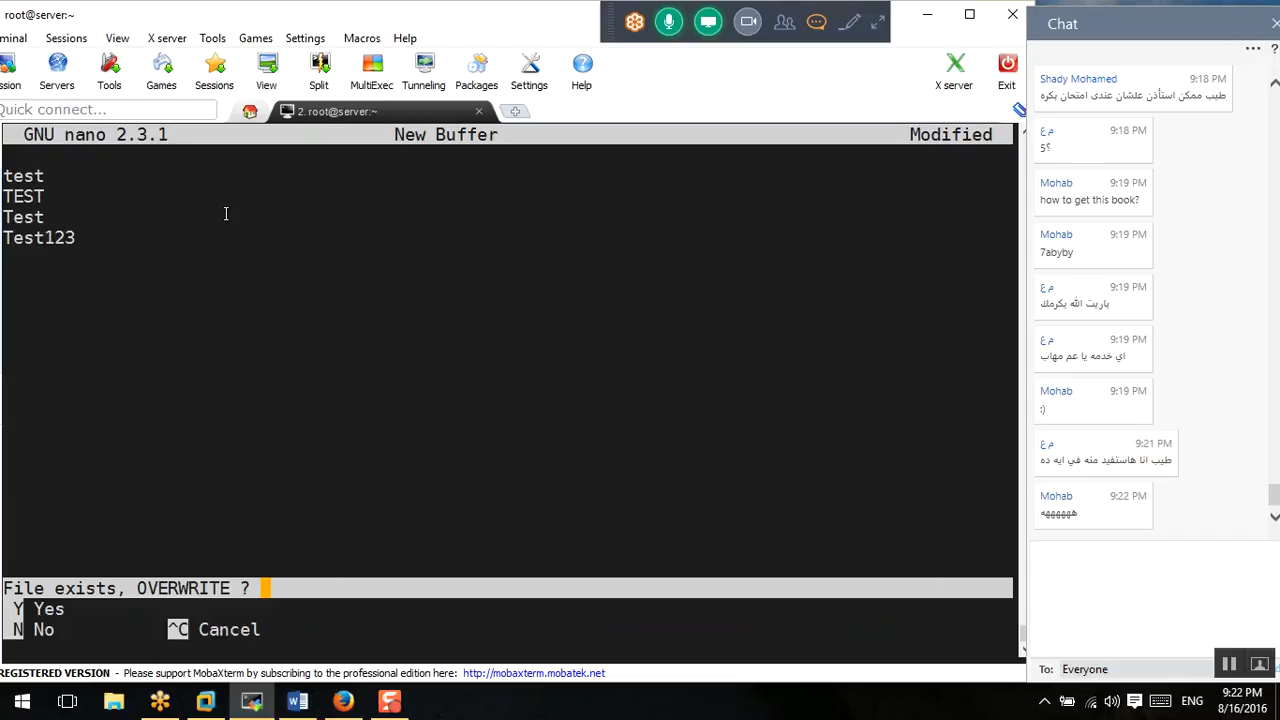 root@server:~
minal Sessions View X server Tools Games Settings Macros Help
ssion Servers Tools Games Sessions View Split MultiExec Tunneling Packages Settings Help X server Exit
Quick connect... 2. root@server:~
GNU nano 2.3.1 New Buffer Modified
test
TEST
Test
Test123
File exists, OVERWRITE ?
Y Yes
N No ^C Cancel
REGISTERED VERSION - Please support MobaXterm by subscribing to the professional edition here: http://mobaxterm.mobatek.net
Chat
Shady Mohamed 9:18 PM
طيب ممكن استأذن علشان عندى امتحان بكره
م ع 9:18 PM
؟5
Mohab 9:19 PM
how to get this book?
Mohab 9:19 PM
7abyby
م ع 9:19 PM
ياريت الله يكرمك
م ع 9:19 PM
اي خدمه يا عم مهاب
Mohab 9:19 PM
:)
م ع 9:21 PM
طيب انا هاستفيد منه في ايه ده
Mohab 9:22 PM
ههههههه
To: Everyone
ENG 9:22 PM
8/16/2016